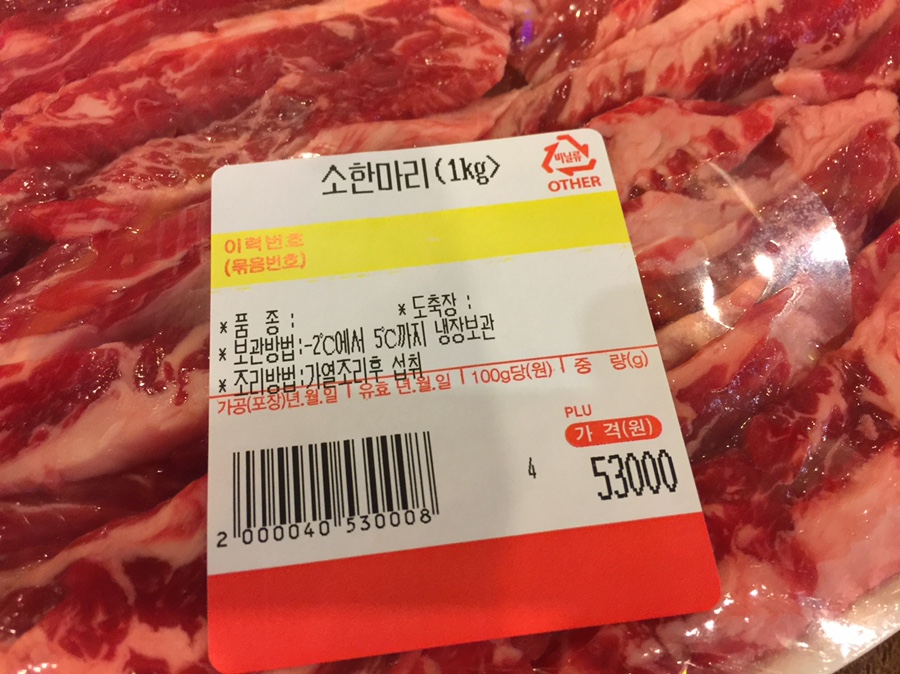 소한마리(1kg)
비닐류
OTHER
이력번호
(묶음번호)
*품 종 : *도축장 :
*보관방법:-2℃에서 5℃까지 냉장보관
*조리방법:가열조리후 섭취
가공(포장)년.월.일 유효 년.월.일 100g당(원) 중 량(g)
PLU
가 격(원)
4 53000
2 000040 530008